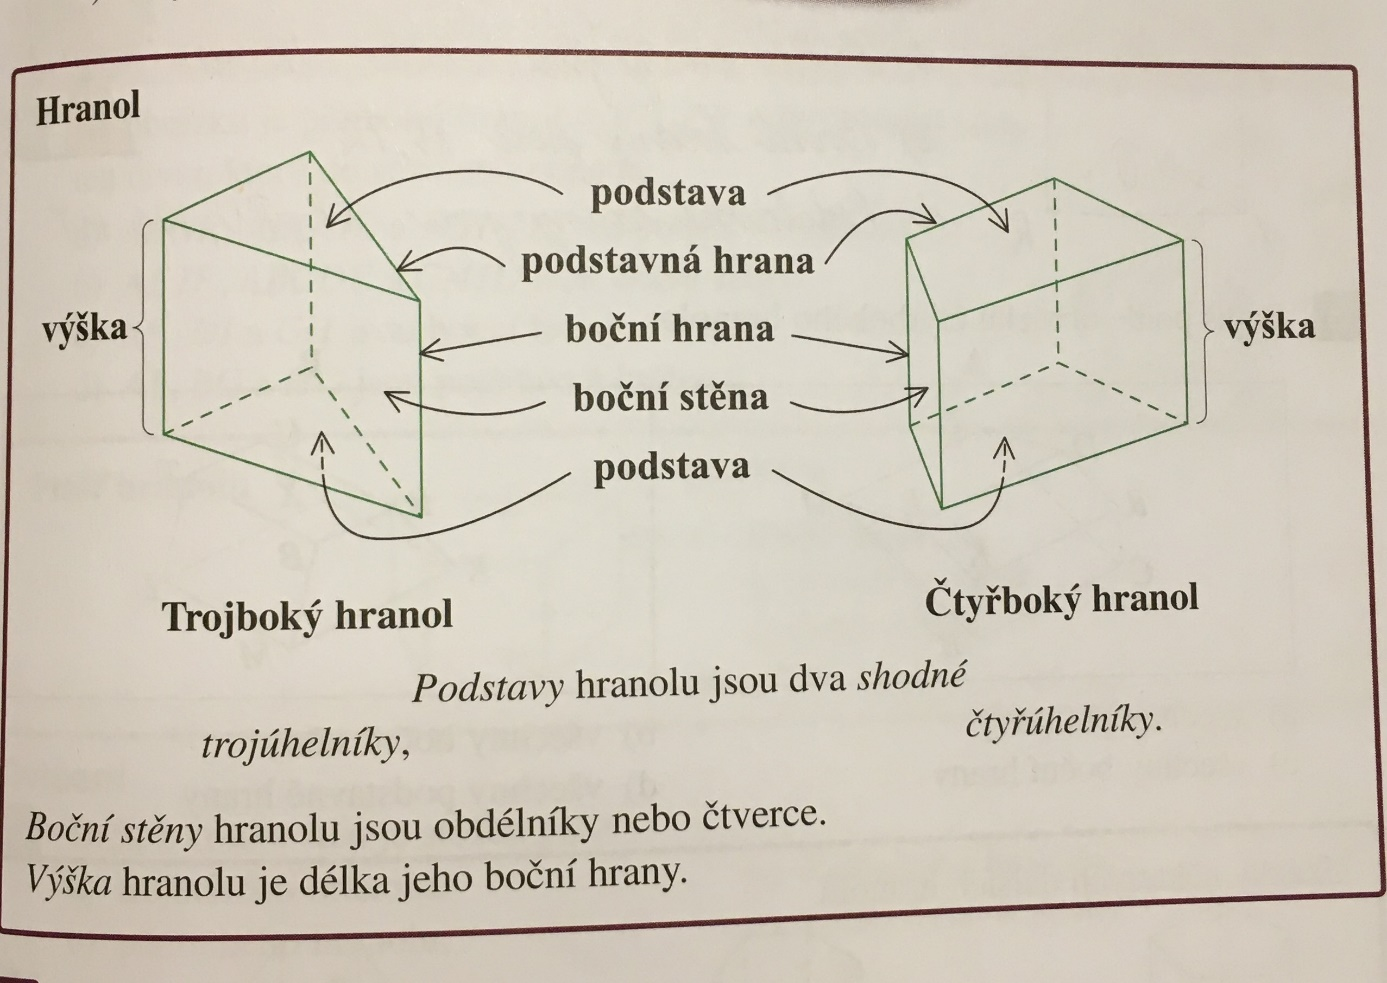 Hranol
podstava
podstavná hrana
výška
boční hrana
výška
boční stěna
podstava
Trojboký hranol
Čtyřboký hranol
Podstavy hranolu jsou dva shodné
trojúhelníky,
čtyřúhelníky.
Boční stěny hranolu jsou obdélníky nebo čtverce.
Výška hranolu je délka jeho boční hrany.